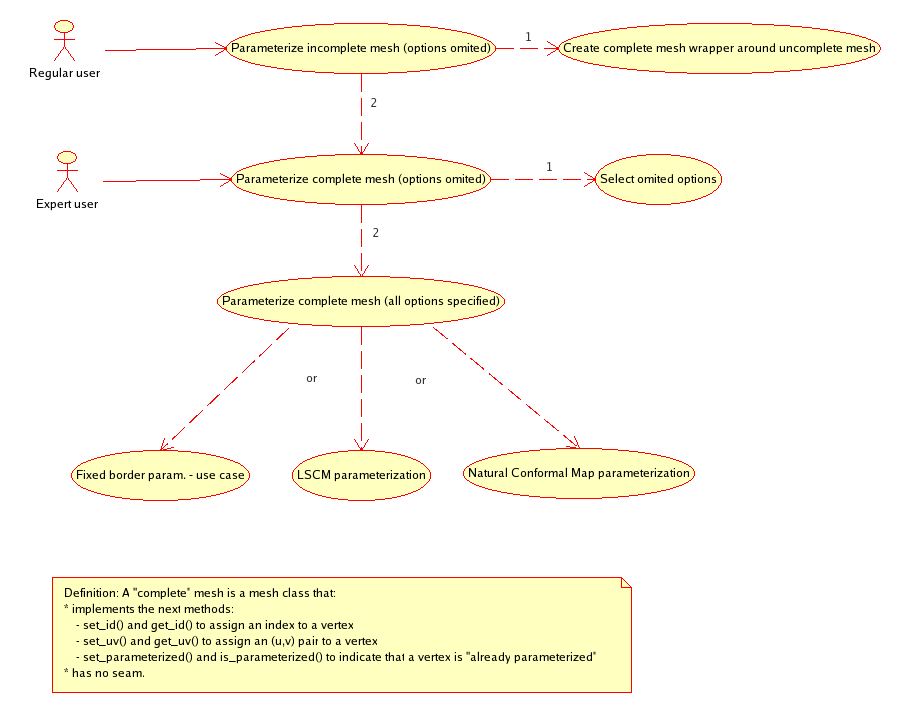 Parameterize incomplete mesh (options omited)
1
Create complete mesh wrapper around uncomplete mesh
Regular user
2
Parameterize complete mesh (options omited)
1
Select omited options
Expert user
2
Parameterize complete mesh (all options specified)
or
or
Fixed border param. - use case
LSCM parameterization
Natural Conformal Map parameterization
Definition: A "complete" mesh is a mesh class that:
* implements the next methods:
- set_id() and get_id() to assign an index to a vertex
- set_uv() and get_uv() to assign an (u,v) pair to a vertex
- set_parameterized() and is_parameterized() to indicate that a vertex is "already parameterized"
* has no seam.